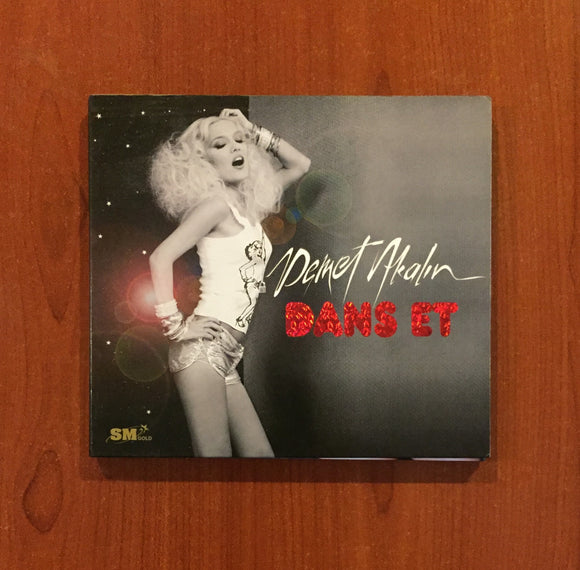 Demet Akalın
DANS ET
SM
GOLD